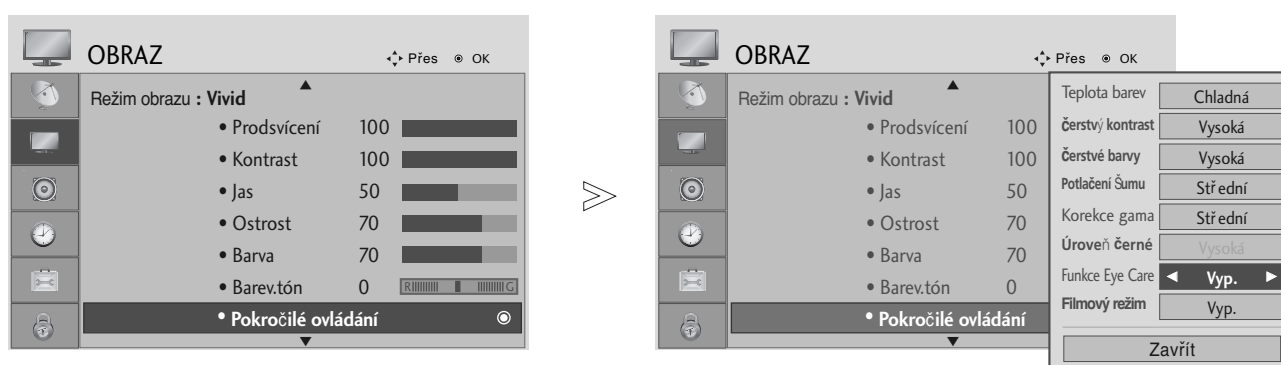 OBRAZ Přes OK
Režim obrazu : Vivid
• Prodsvícení 100
• Kontrast 100
• Jas 50
• Ostrost 70
• Barva 70
• Barev.tón 0 R G
• Pokročilé ovládání
OBRAZ Přes OK
Režim obrazu : Vivid
• Prodsvícení 100
• Kontrast 100
• Jas 50
• Ostrost 70
• Barva 70
• Barev.tón 0
• Pokročilé ovládání
Teplota barev Chladná
čerstvý kontrast Vysoká
čerstvé barvy Vysoká
Potlačení Šumu Střední
Korekce gama Střední
Úroveň černé Vysoká
Funkce Eye Care ◄ Vyp. ►
Filmový režim Vyp.
Zavřít